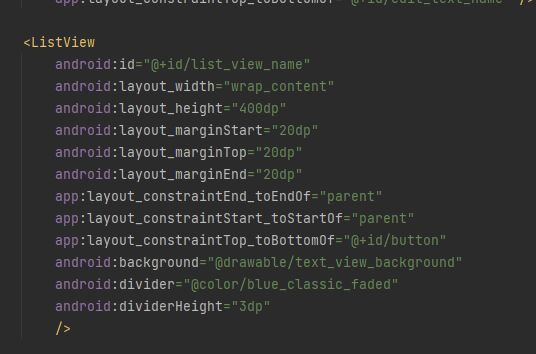 app:layout_constraintTop_toBottomOf="@+id/edit_text_name" />
<ListView
android:id="@+id/list_view_name"
android:layout_width="wrap_content"
android:layout_height="400dp"
android:layout_marginStart="20dp"
android:layout_marginTop="20dp"
android:layout_marginEnd="20dp"
app:layout_constraintEnd_toEndOf="parent"
app:layout_constraintStart_toStartOf="parent"
app:layout_constraintTop_toBottomOf="@+id/button"
android:background="@drawable/text_view_background"
android:divider="@color/blue_classic_faded"
android:dividerHeight="3dp"
/>